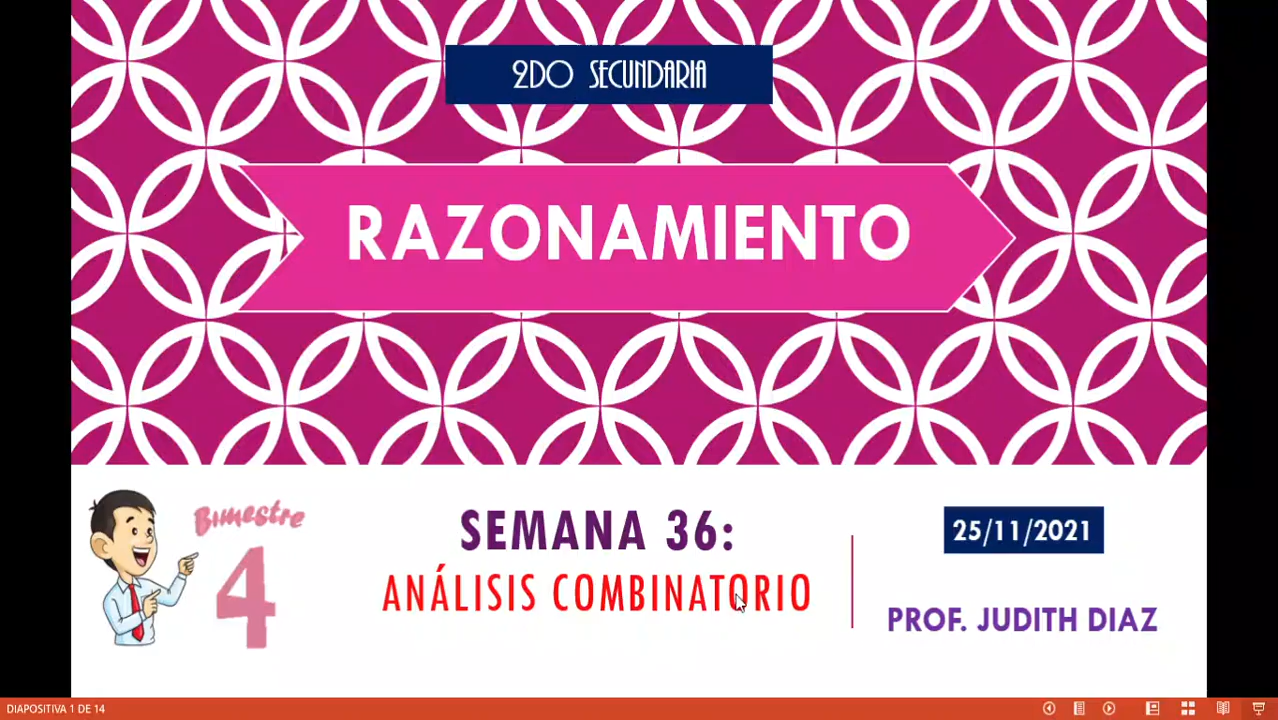 2DO SECUNDARIA
RAZONAMIENTO
Bimestre
4
SEMANA 36:
ANÁLISIS COMBINATORIO
25/11/2021
PROF. JUDITH DIAZ
DIAPOSITIVA 1 DE 14